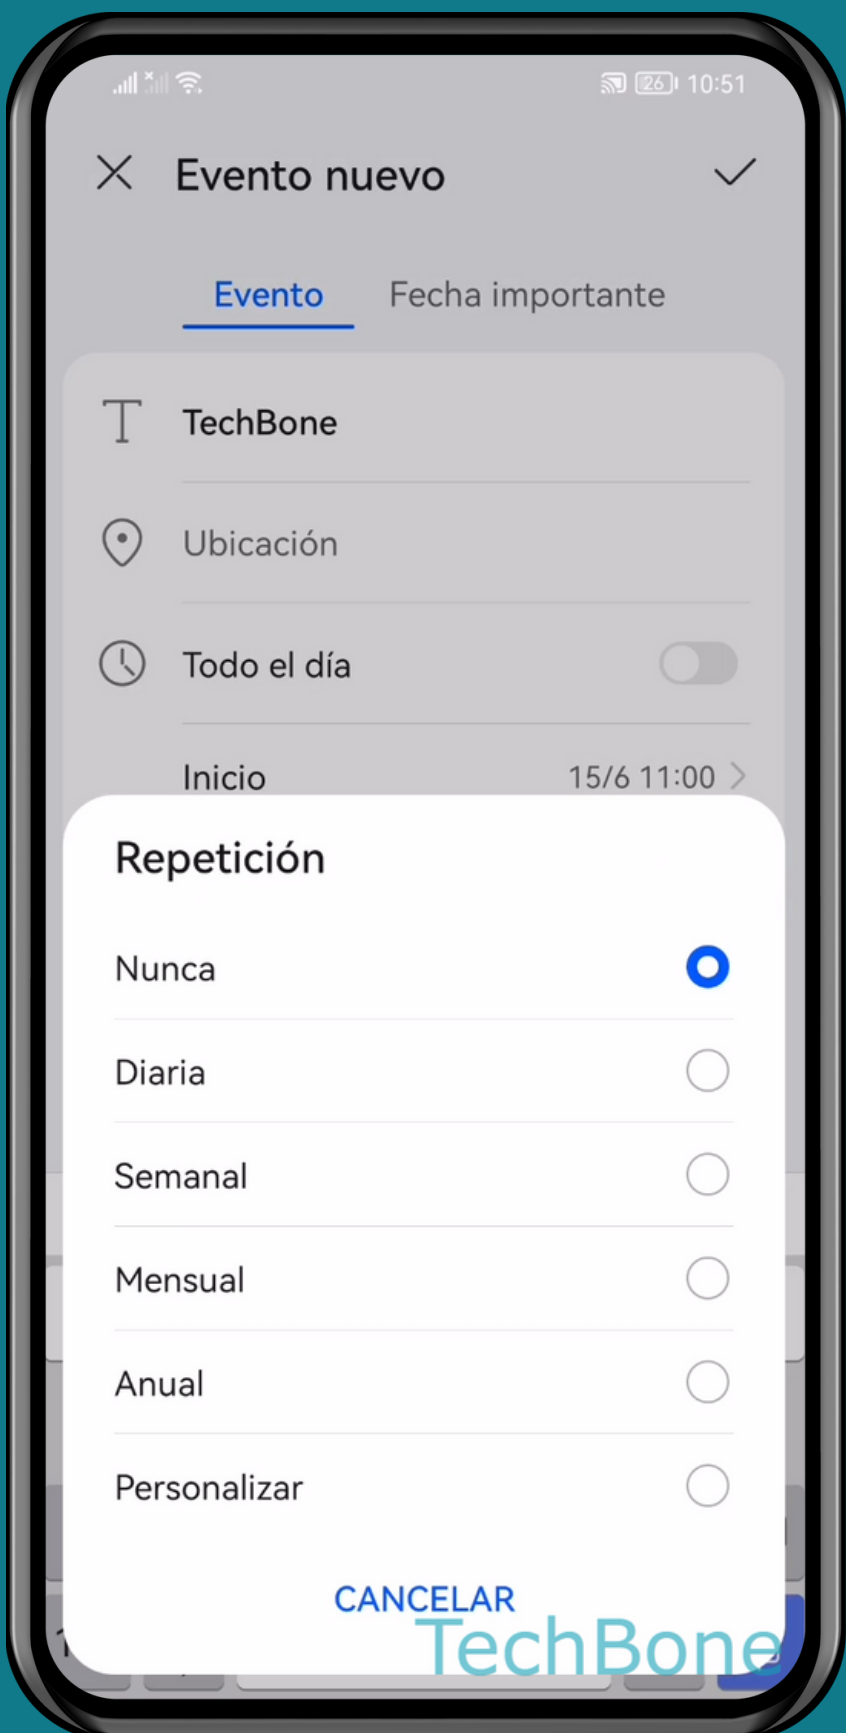 26 10:51
Evento nuevo
Evento Fecha importante
TechBone
Ubicación
Todo el día
Inicio 15/6 11:00
Repetición
Nunca
Diaria
Semanal
Mensual
Anual
Personalizar
CANCELAR
TechBone